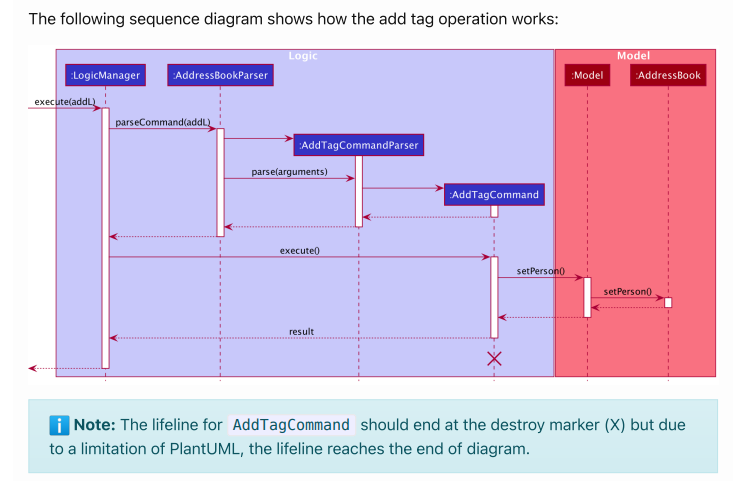 The following sequence diagram shows how the add tag operation works:
Logic
Model
:LogicManager
:AddressBookParser
:Model
:AddressBook
execute(addL)
parseCommand(addL)
:AddTagCommandParser
parse(arguments)
:AddTagCommand
execute()
setPerson()
setPerson()
result
Note: The lifeline for AddTagCommand should end at the destroy marker (X) but due
to a limitation of PlantUML, the lifeline reaches the end of diagram.